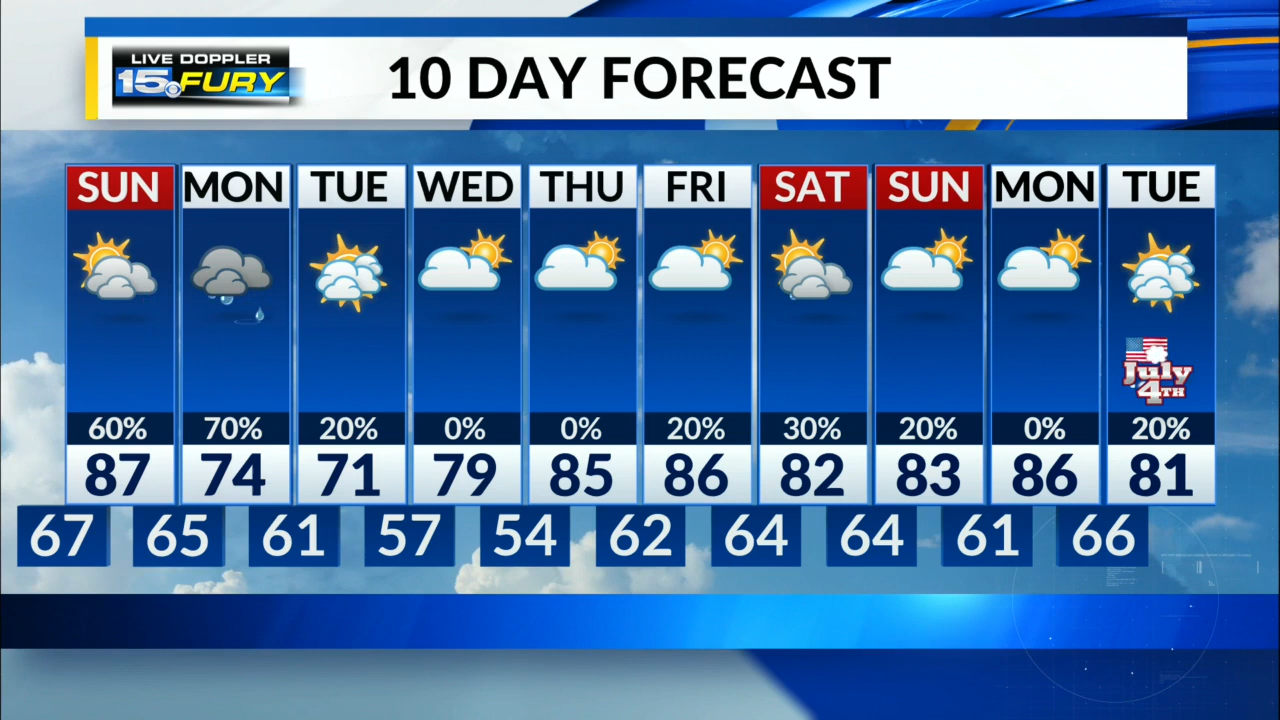 LIVE DOPPLER
15 FURY
10 DAY FORECAST
SUN MON TUE WED THU FRI SAT SUN MON TUE
July
4TH
60% 70% 20% 0% 0% 20% 30% 20% 0% 20%
87 74 71 79 85 86 82 83 86 81
67 65 61 57 54 62 64 64 61 66